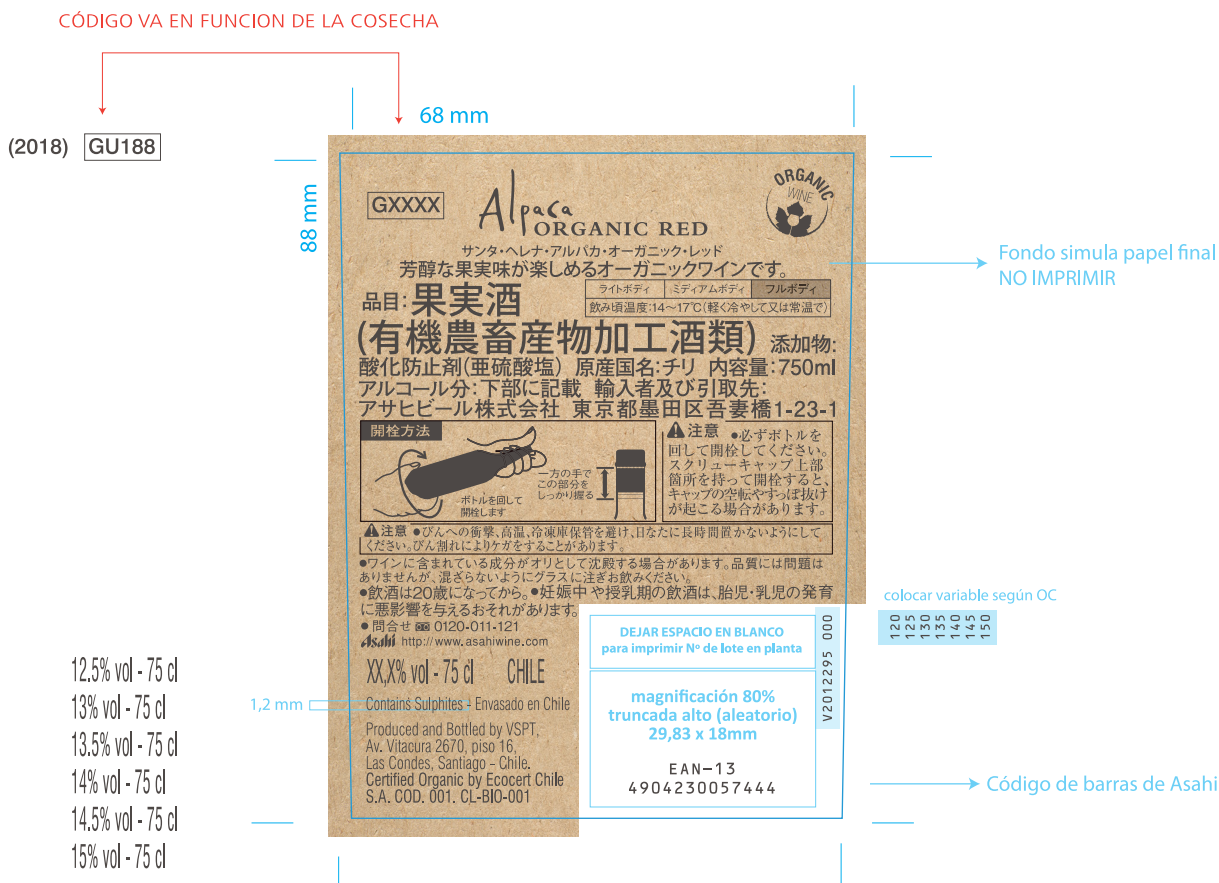 CÓDIGO VA EN FUNCION DE LA COSECHA
68 mm
(2018) GU188
88 mm
GXXXX
Alpaca
ORGANIC RED
ORGANIC
WINE
サンタ・ヘレナ・アルパカ・オーガニック・レッド
芳醇な果実味が楽しめるオーガニックワインです。
品目:果実酒
ライトボディ ミディアムボディ フルボディ
飲み頃温度:14〜17℃(軽く冷やして又は常温で)
(有機農畜産物加工酒類) 添加物:
酸化防止剤(亜硫酸塩) 原産国名:チリ 内容量:750ml
アルコール分:下部に記載 輸入者及び引取先:
アサヒビール株式会社 東京都墨田区吾妻橋1-23-1
開栓方法
ボトルを回して
開栓します
一方の手で
この部分を
しっかり握る
注意 ●必ずボトルを
回して開栓してください。
スクリューキャップ上部
箇所を持って開栓すると、
キャップの空転やすっぽ抜け
が起こる場合があります。
注意 ●びんへの衝撃、高温、冷凍庫保管を避け、日なたに長時間置かないようにして
ください。びん割れによりケガをすることがあります。
●ワインに含まれている成分がオリとして沈殿する場合があります。品質には問題は
ありませんが、混ざらないようにグラスに注ぎお飲みください。
●飲酒は20歳になってから。●妊娠中や授乳期の飲酒は、胎児・乳児の発育
に悪影響を与えるおそれがあります。
●問合せ 0120-011-121
Asahi http://www.asahiwine.com
XX,X% vol - 75 cl CHILE
Contains Sulphites - Envasado en Chile
Produced and Bottled by VSPT,
Av. Vitacura 2670, piso 16,
Las Condes, Santiago - Chile.
Certified Organic by Ecocert Chile
S.A. COD. 001. CL-BIO-001
DEJAR ESPACIO EN BLANCO
para imprimir Nº de lote en planta
magnificación 80%
truncada alto (aleatorio)
29,83 x 18mm
EAN-13
4904230057444
V2012295 000
Fondo simula papel final
NO IMPRIMIR
colocar variable según OC
120
125
130
135
140
145
150
Código de barras de Asahi
1,2 mm
12.5% vol - 75 cl
13% vol - 75 cl
13.5% vol - 75 cl
14% vol - 75 cl
14.5% vol - 75 cl
15% vol - 75 cl